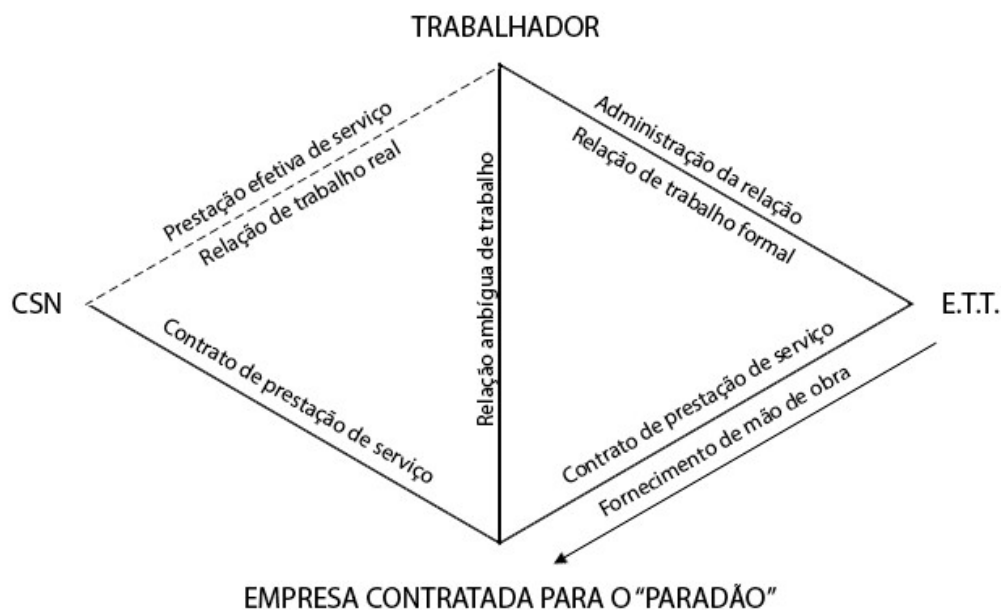 TRABALHADOR
Prestação efetiva de serviço
Relação de trabalho real
Administração da relação
Relação de trabalho formal
Relação ambígua de trabalho
CSN
E.T.T.
Contrato de prestação de serviço
Contrato de prestação de serviço
Fornecimento de mão de obra
EMPRESA CONTRATADA PARA O “PARADÃO”